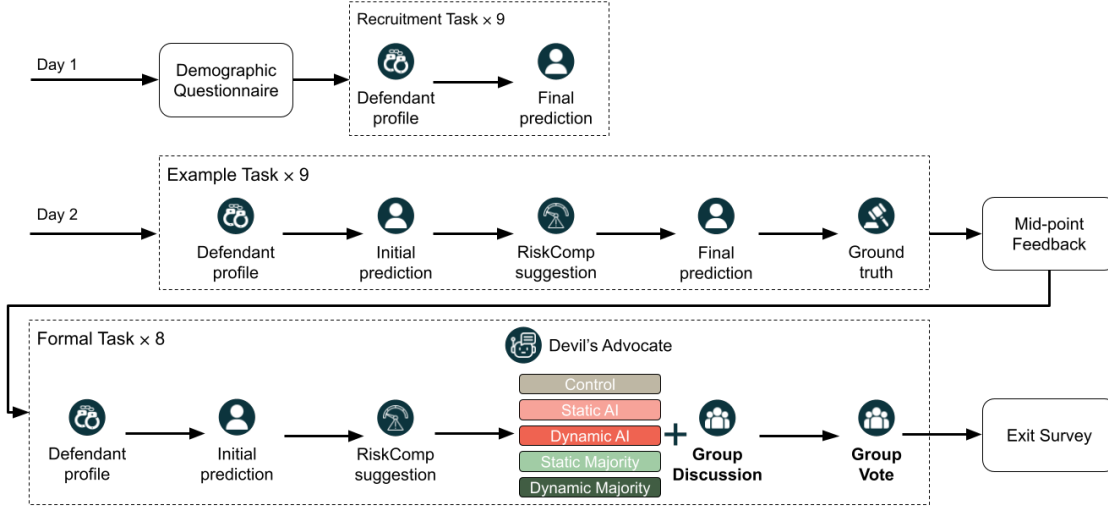 Recruitment Task × 9
Day 1
Demographic
Questionnaire
Defendant
profile
Final
prediction
Example Task × 9
Day 2
Defendant
profile
Initial
prediction
RiskComp
suggestion
Final
prediction
Ground
truth
Mid-point
Feedback
Formal Task × 8
Devil's Advocate
Control
Static AI
Dynamic AI
Static Majority
Dynamic Majority
Defendant
profile
Initial
prediction
RiskComp
suggestion
+
Group
Discussion
Group
Vote
Exit Survey